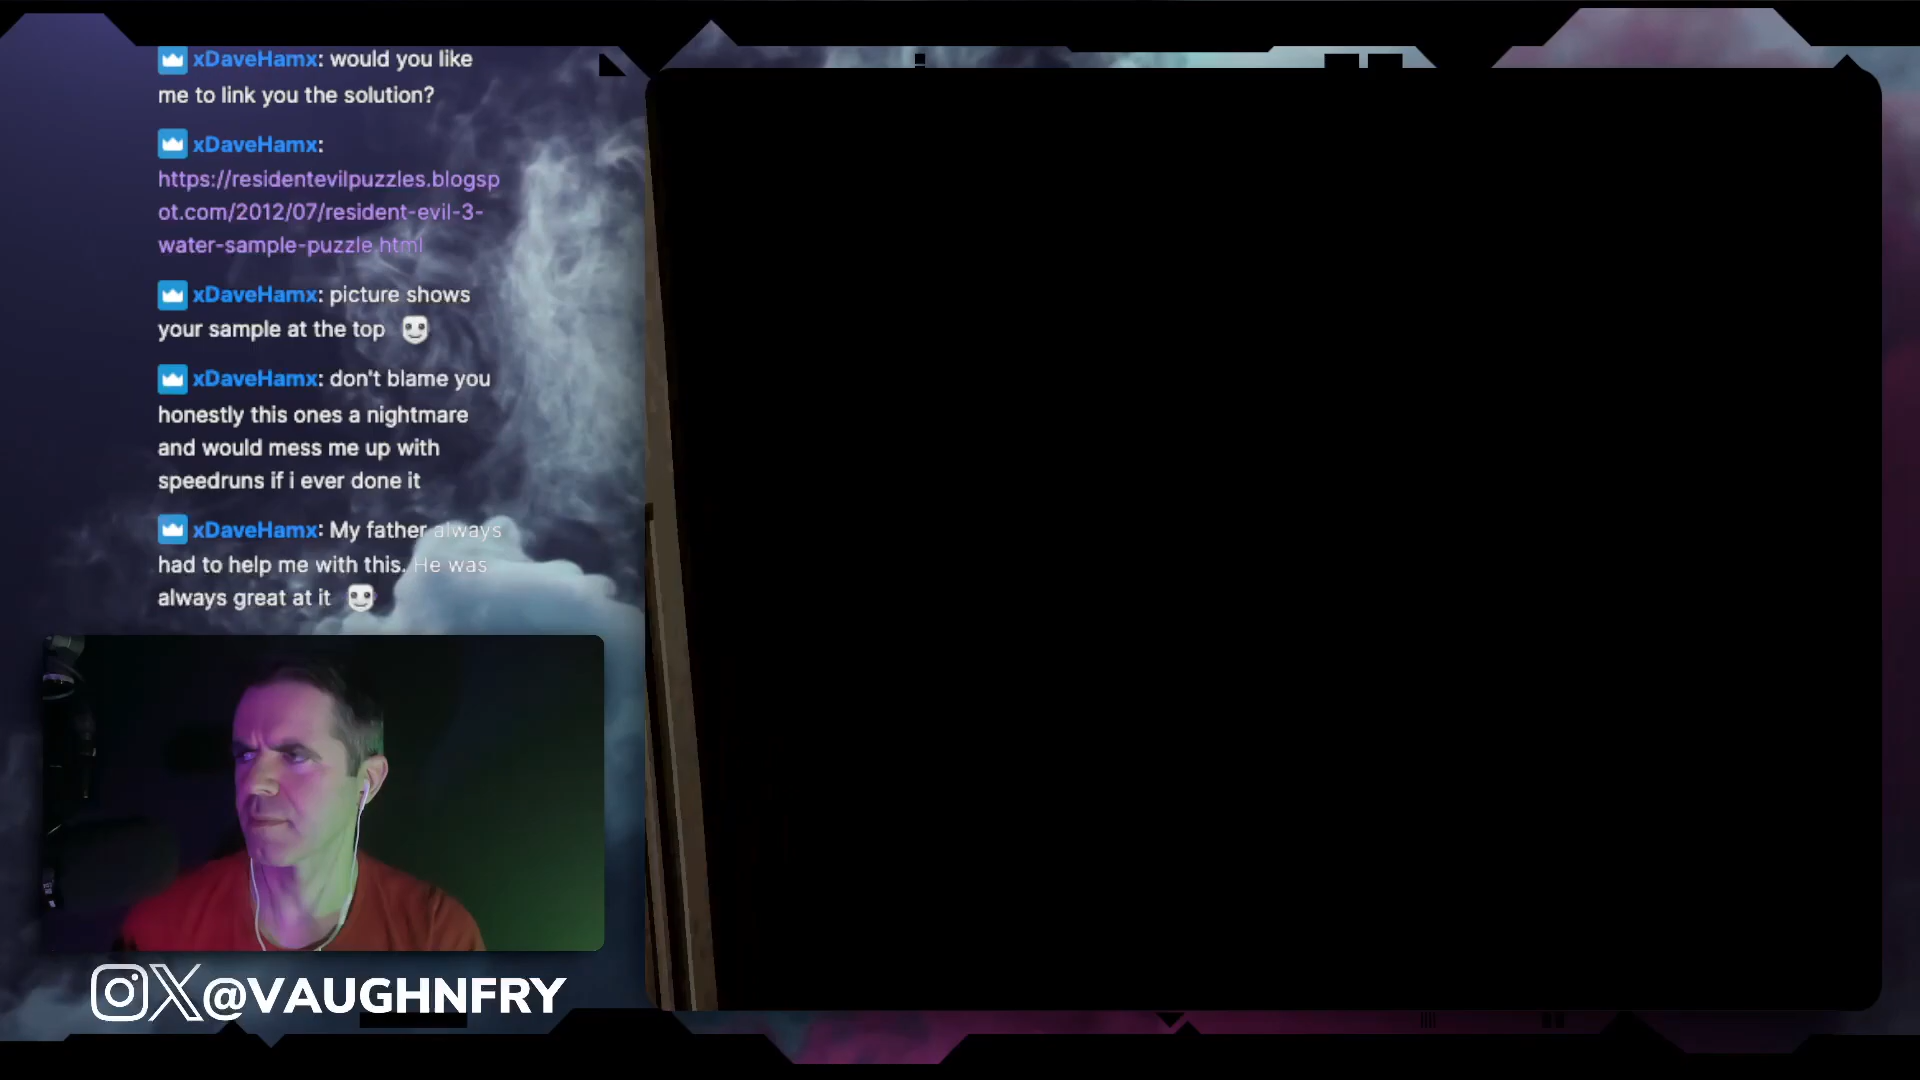 xDaveHamx: would you like
me to link you the solution?
xDaveHamx:
https://residentevilpuzzles.blogsp
ot.com/2012/07/resident-evil-3-
water-sample-puzzle.html
xDaveHamx: picture shows
your sample at the top
xDaveHamx: don't blame you
honestly this ones a nightmare
and would mess me up with
speedruns if i ever done it
xDaveHamx: My father always
had to help me with this. He was
always great at it
@VAUGHNFRY